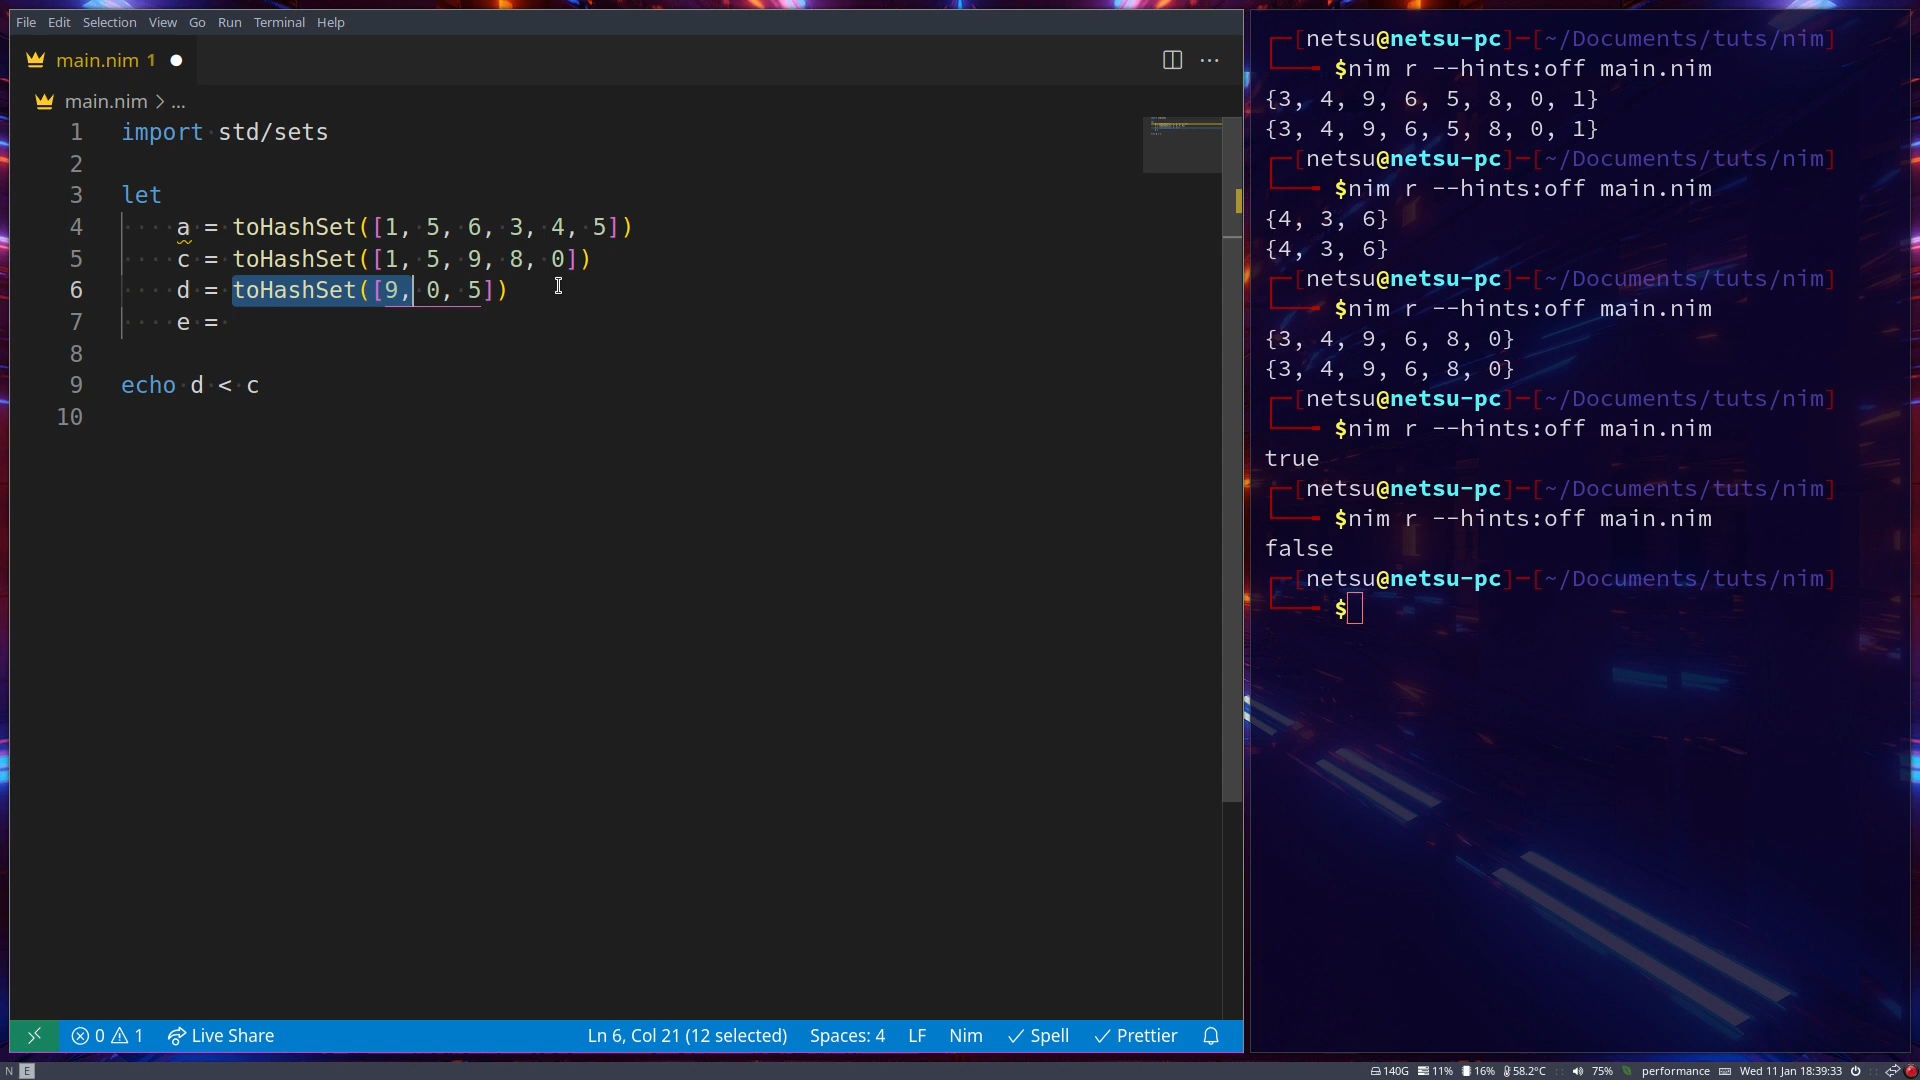 File Edit Selection View Go Run Terminal Help
main.nim 1
main.nim > ...
1 import std/sets
2
3 let
4     a = toHashSet([1, 5, 6, 3, 4, 5])
5     c = toHashSet([1, 5, 9, 8, 0])
6     d = toHashSet([9, 0, 5])
7     e =
8
9 echo d < c
10
0 1 Live Share Ln 6, Col 21 (12 selected) Spaces: 4 LF Nim Spell Prettier
[netsu@netsu-pc]-[~/Documents/tuts/nim]
$nim r --hints:off main.nim
{3, 4, 9, 6, 5, 8, 0, 1}
{3, 4, 9, 6, 5, 8, 0, 1}
[netsu@netsu-pc]-[~/Documents/tuts/nim]
$nim r --hints:off main.nim
{4, 3, 6}
{4, 3, 6}
[netsu@netsu-pc]-[~/Documents/tuts/nim]
$nim r --hints:off main.nim
{3, 4, 9, 6, 8, 0}
{3, 4, 9, 6, 8, 0}
[netsu@netsu-pc]-[~/Documents/tuts/nim]
$nim r --hints:off main.nim
true
[netsu@netsu-pc]-[~/Documents/tuts/nim]
$nim r --hints:off main.nim
false
[netsu@netsu-pc]-[~/Documents/tuts/nim]
$
N E 140G 11% 16% 58.2°C 75% performance Wed 11 Jan 18:39:33